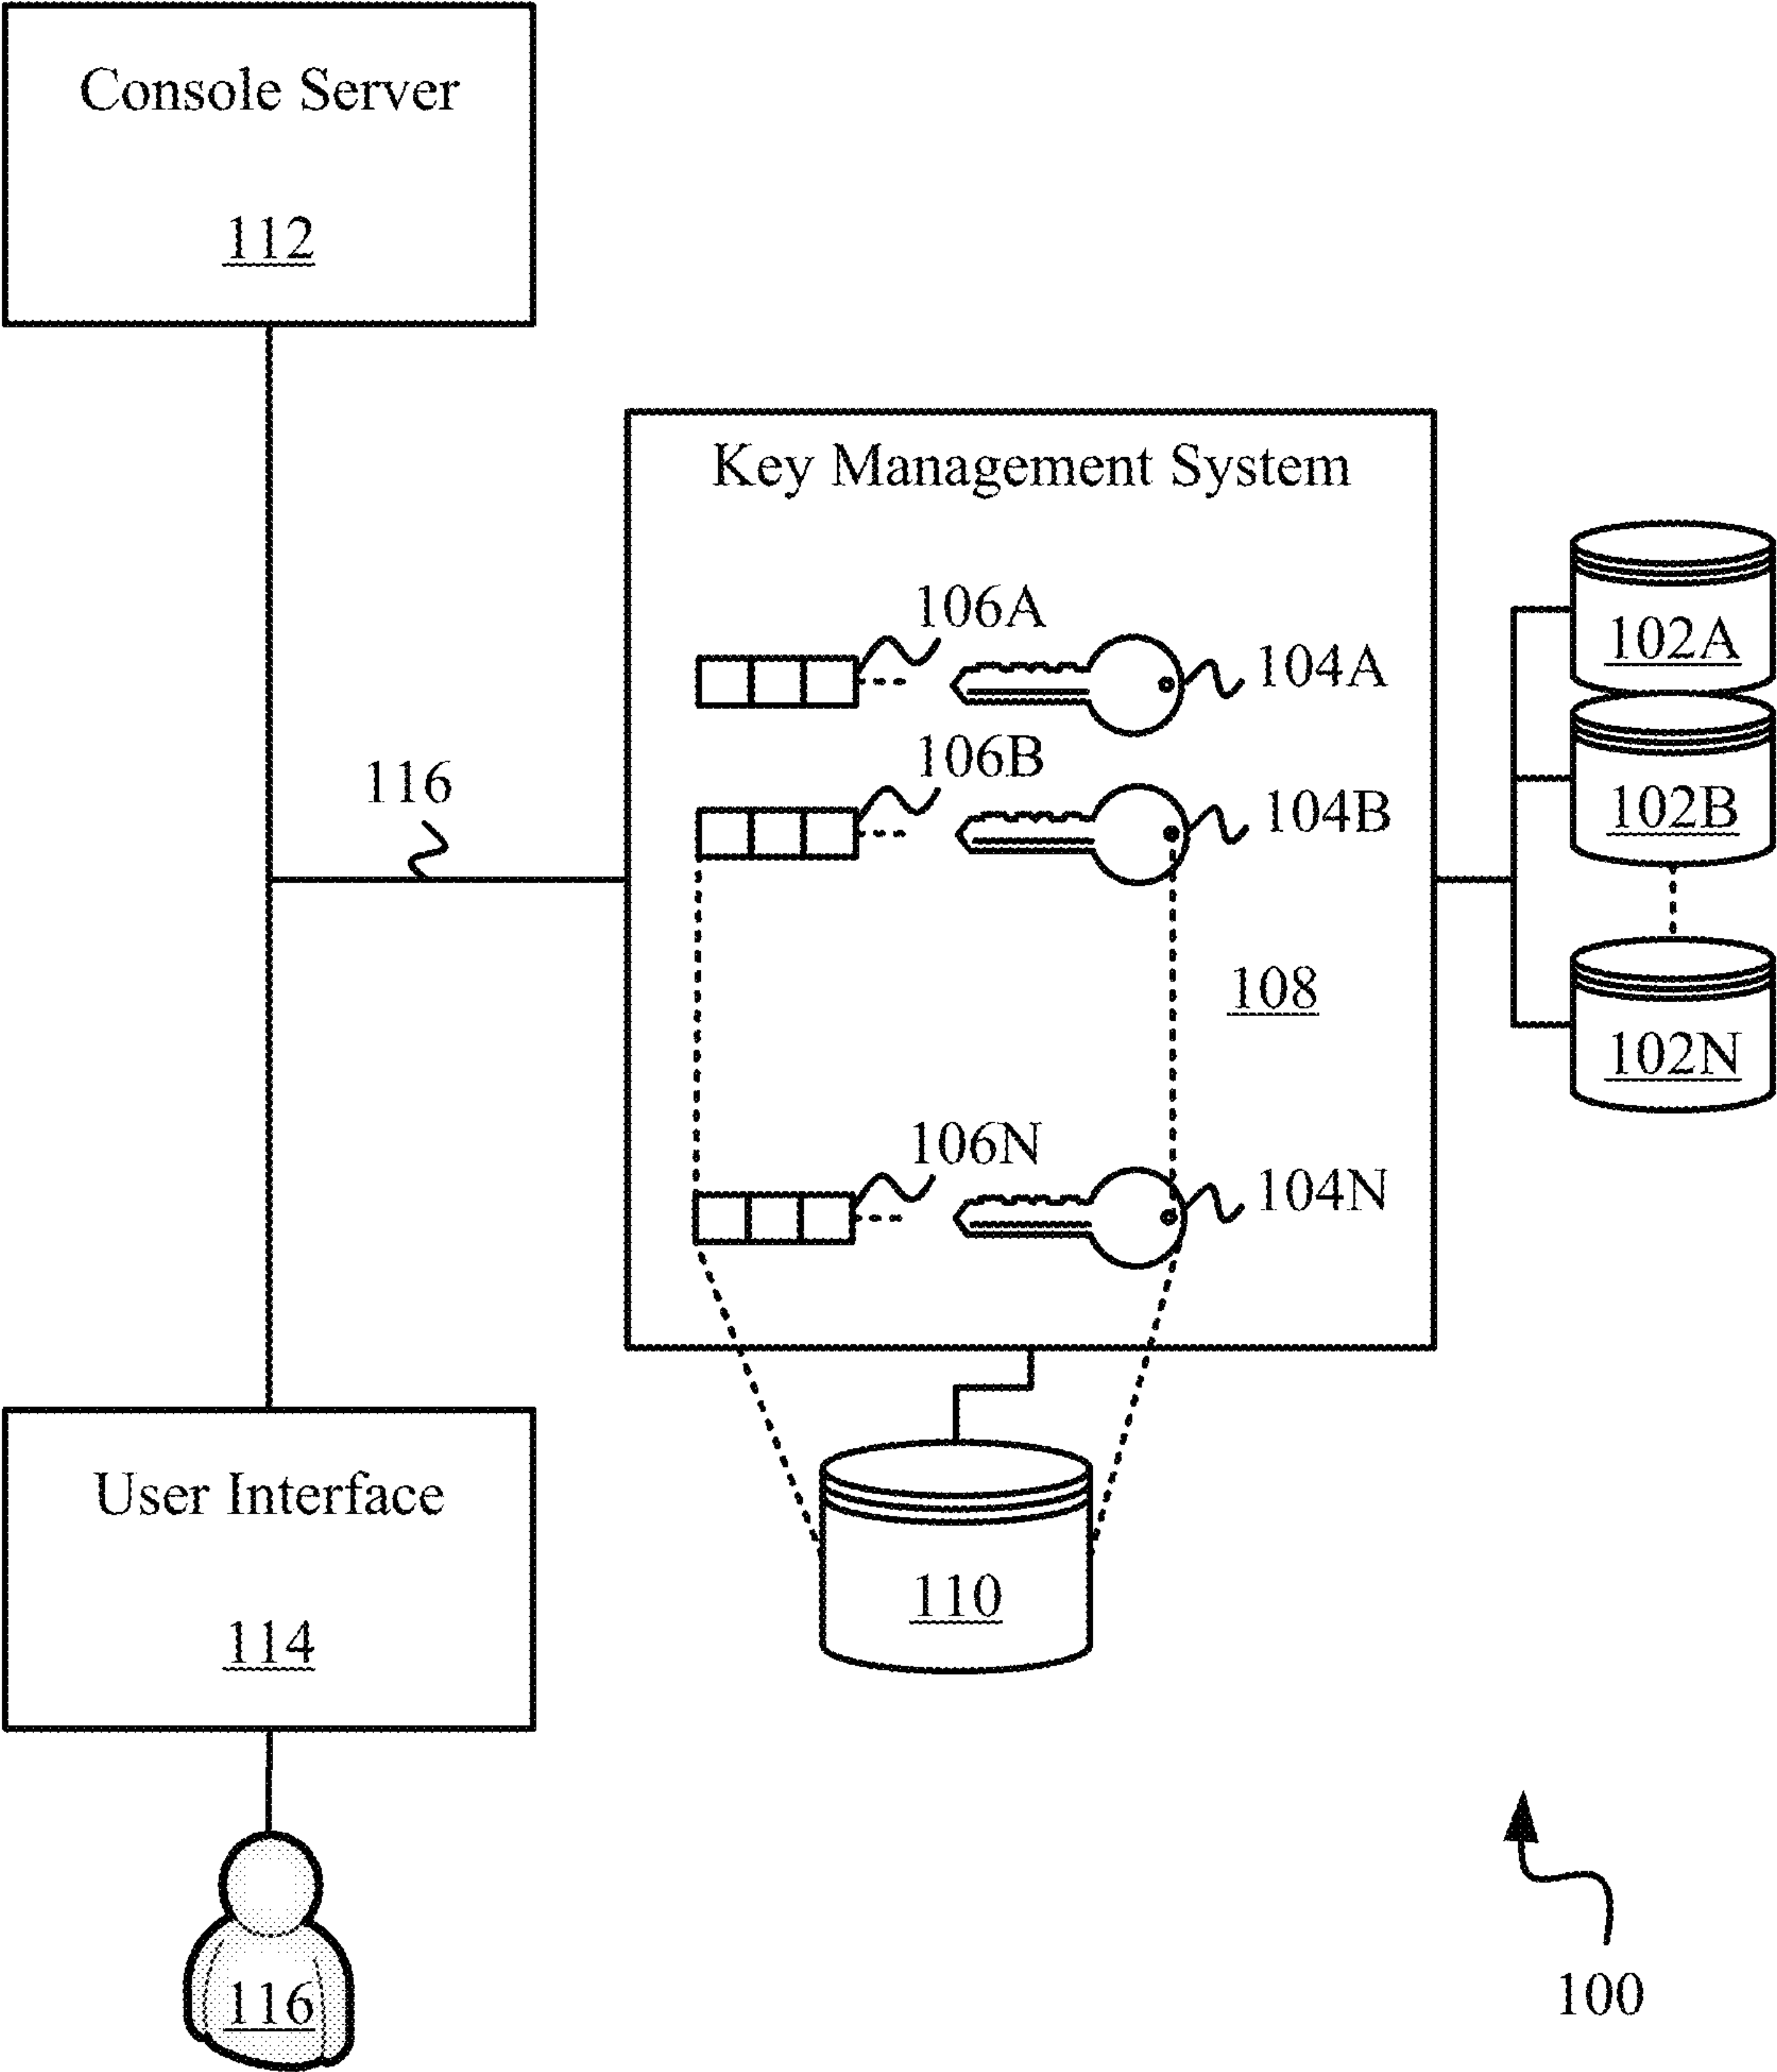 Console Server
112
Key Management System
106A
104A
102A
106B
116
104B
102B
108
102N
106N
104N
User Interface
110
114
116
100